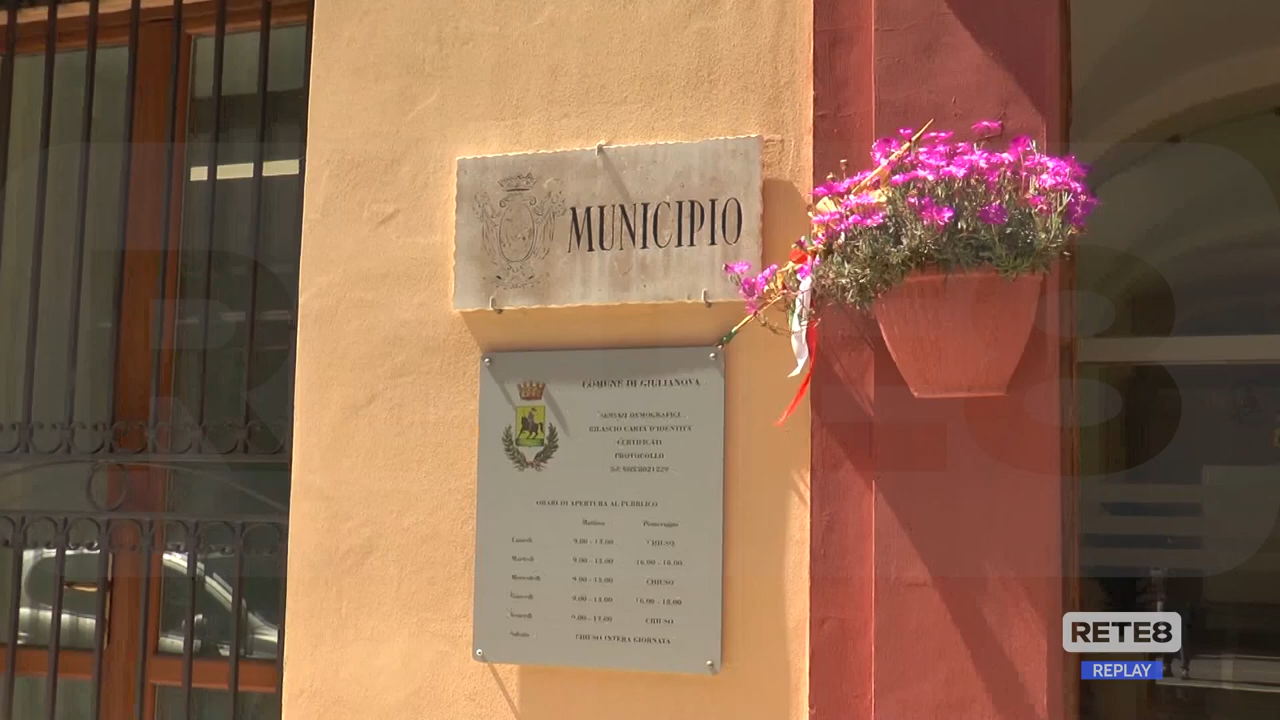 MUNICIPIO
COMUNE DI GIULIANOVA
SERVIZI DEMOGRAFICI
RILASCIO CARTA D'IDENTITÀ
CERTIFICATI
PROTOCOLLO
ORARI DI APERTURA AL PUBBLICO
Mattino Pomeriggio
Lunedì 9.00 - 13.00 CHIUSO
Martedì 9.00 - 13.00 16.00 - 18.00
Mercoledì 9.00 - 13.00 CHIUSO
Giovedì 9.00 - 13.00 16.00 - 18.00
Venerdì 9.00 - 13.00 CHIUSO
Sabato CHIUSO INTERA GIORNATA
RETE8
REPLAY